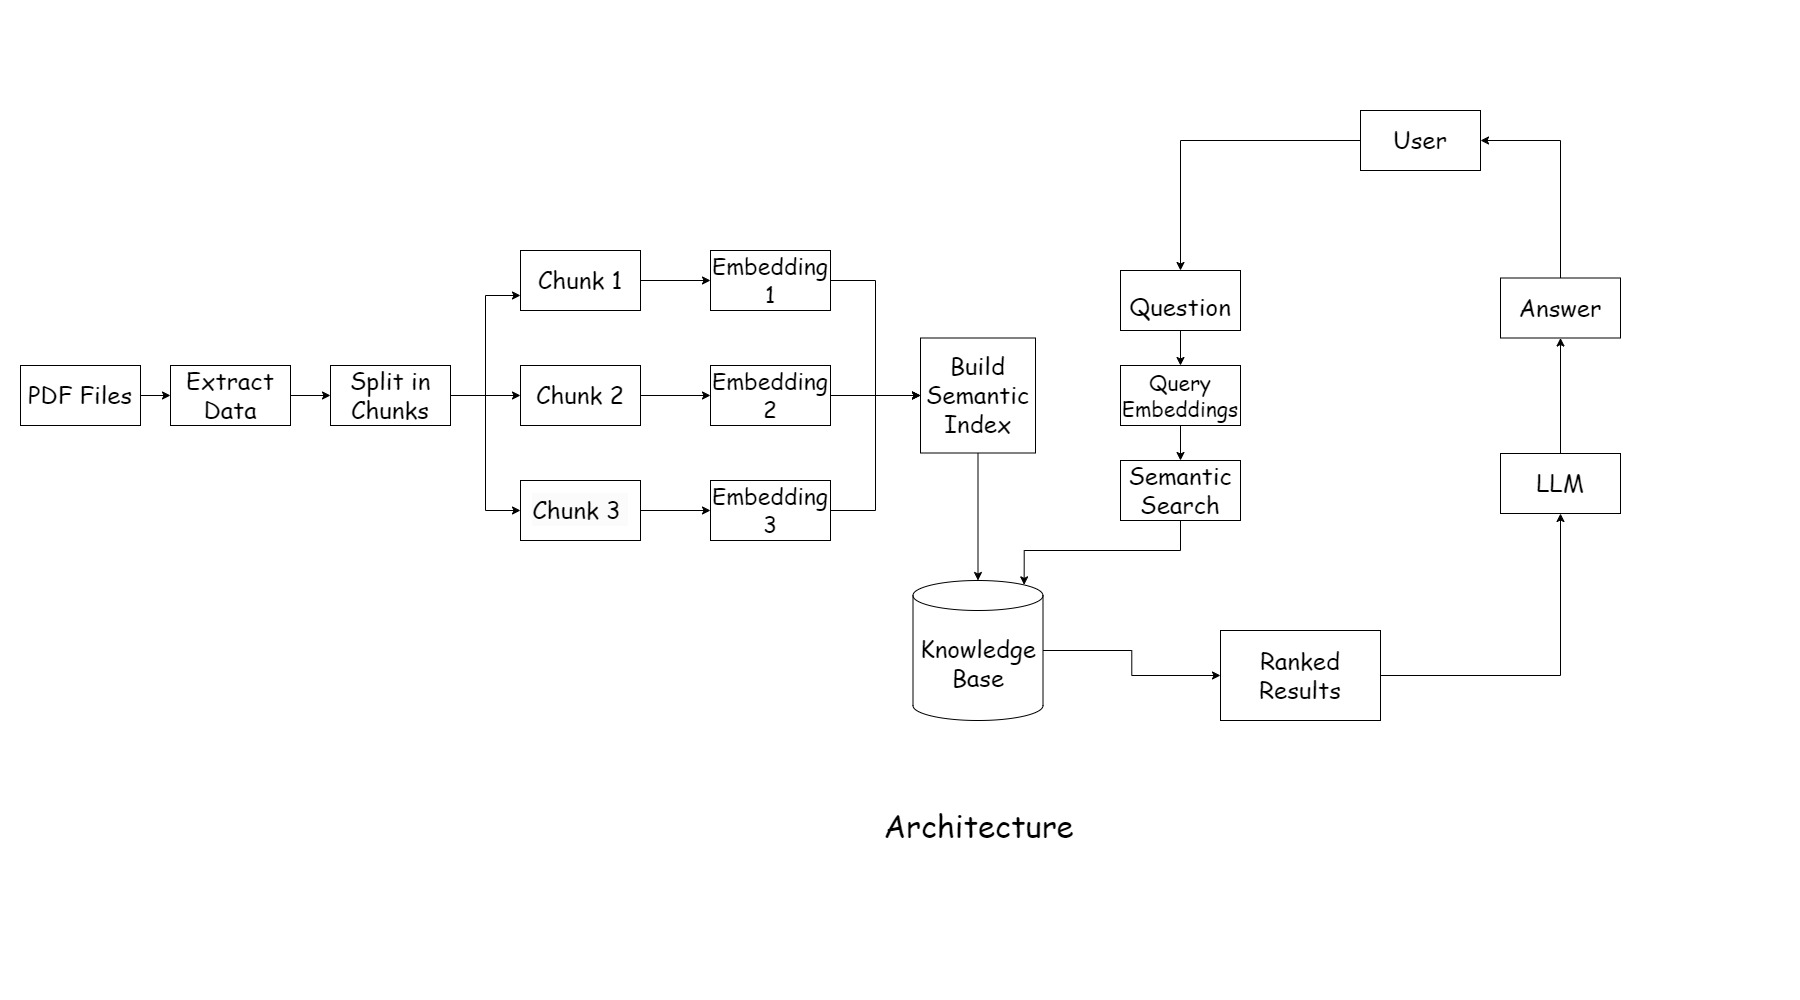 PDF Files
Extract
Data
Split in
Chunks
Chunk 1
Chunk 2
Chunk 3
Embedding
1
Embedding
2
Embedding
3
Build
Semantic
Index
Knowledge
Base
User
Question
Query
Embeddings
Semantic
Search
Ranked
Results
LLM
Answer
Architecture